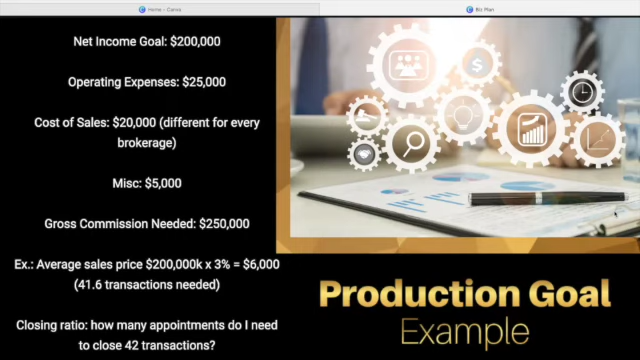 Home – Canva
Biz Plan
Net Income Goal: $200,000
Operating Expenses: $25,000
Cost of Sales: $20,000 (different for every
brokerage)
Misc: $5,000
Gross Commission Needed: $250,000
Ex.: Average sales price $200,000k x 3% = $6,000
(41.6 transactions needed)
Closing ratio: how many appointments do I need
to close 42 transactions?
$
Production Goal
Example